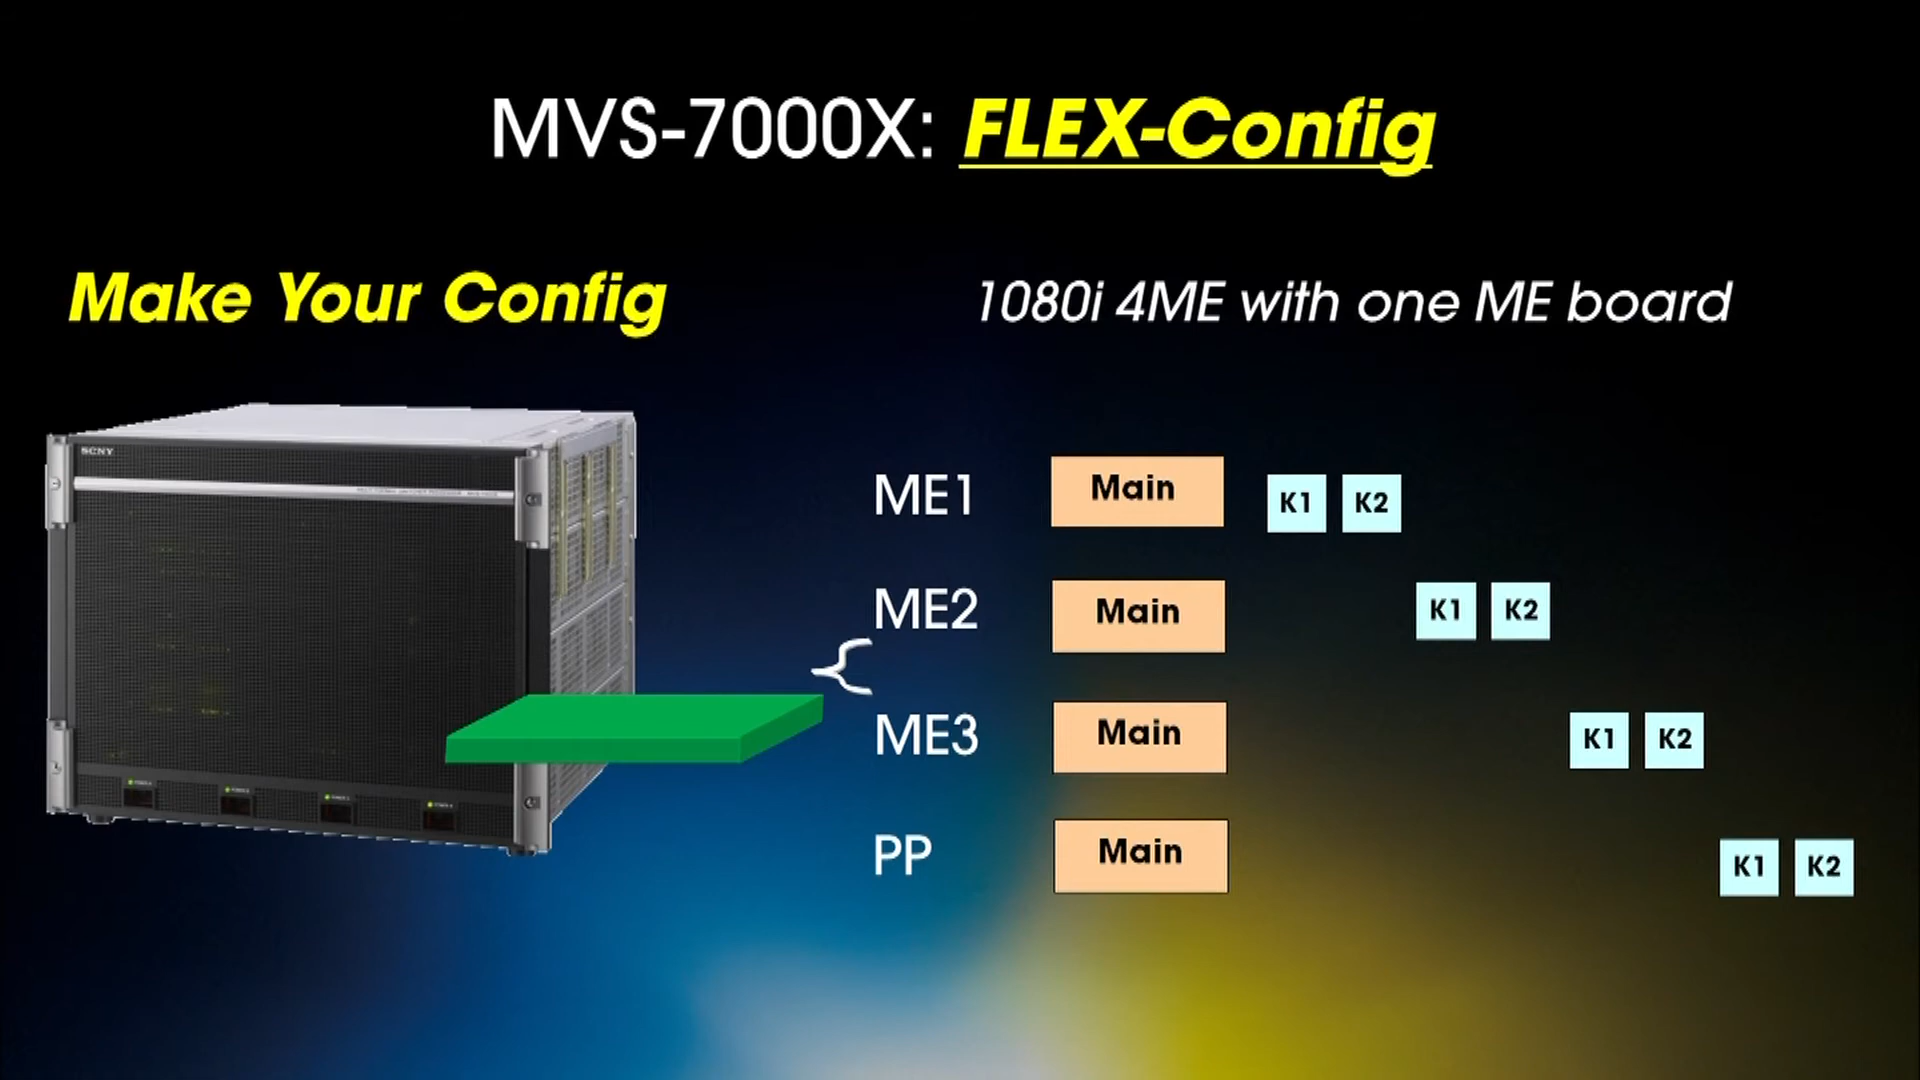 MVS-7000X: FLEX-Config
Make Your Config
1080i 4ME with one ME board
SONY
ME1 Main K1 K2
ME2 Main K1 K2
ME3 Main K1 K2
PP Main K1 K2